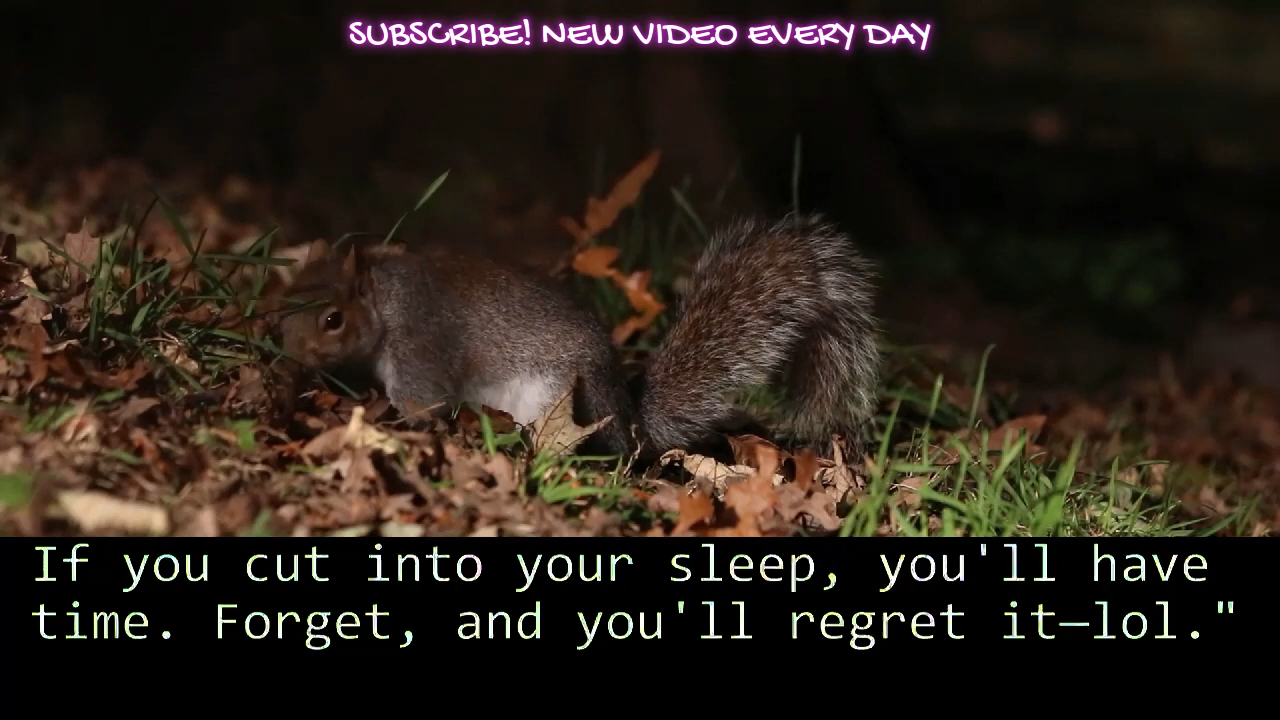 SUBSCRIBE! NEW VIDEO EVERY DAY
If you cut into your sleep, you'll have
time. Forget, and you'll regret it—lol."